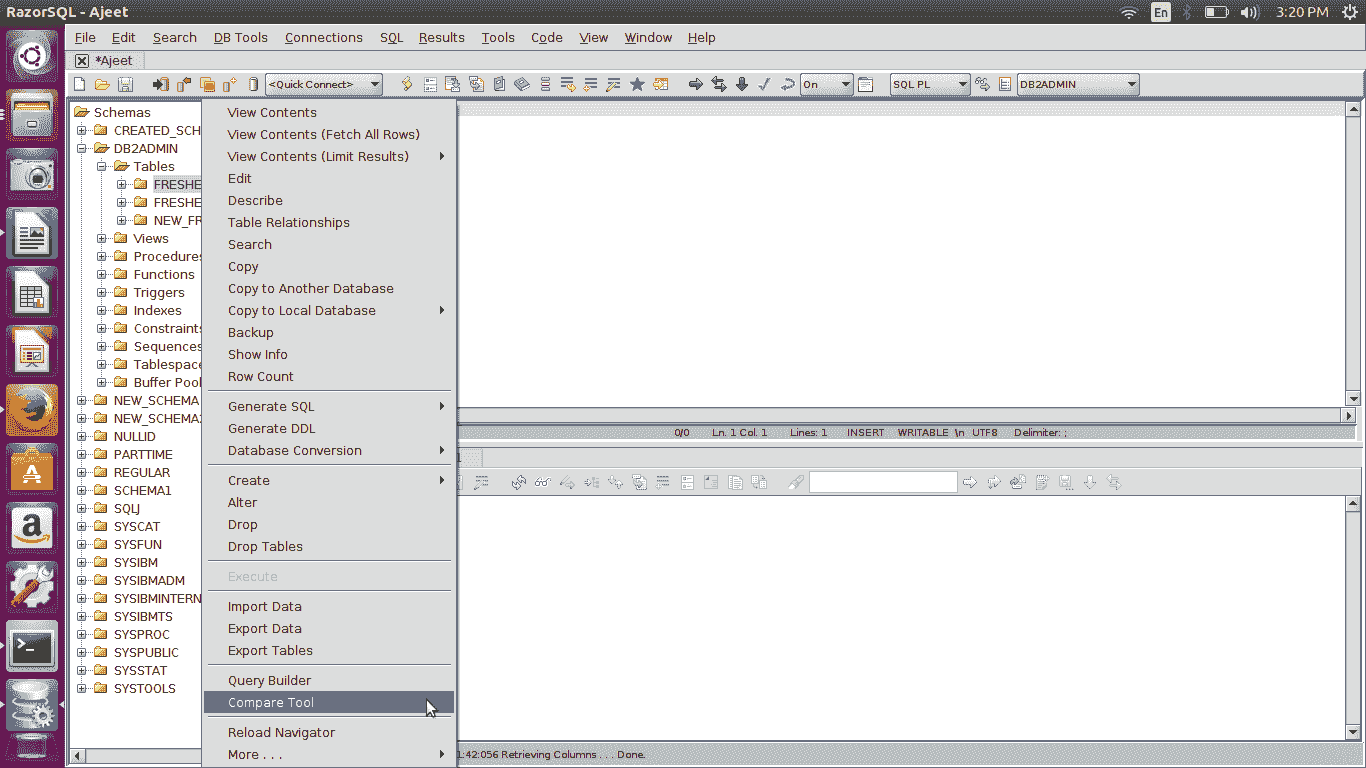 RazorSQL - Ajeet
En
3:20 PM
File Edit Search DB Tools Connections SQL Results Tools Code View Window Help
*Ajeet
<Quick Connect>
On
SQL PL
DB2ADMIN
Schemas
CREATED_SCH
DB2ADMIN
Tables
FRESHE
FRESHE
NEW_FR
Views
Procedures
Functions
Triggers
Indexes
Constraints
Sequences
Tablespace
Buffer Pool
NEW_SCHEMA
NEW_SCHEMA
NULLID
PARTTIME
REGULAR
SCHEMA1
SQLJ
SYSCAT
SYSFUN
SYSIBM
SYSIBMADM
SYSIBMINTERN
SYSIBMTS
SYSPROC
SYSPUBLIC
SYSSTAT
SYSTOOLS
View Contents
View Contents (Fetch All Rows)
View Contents (Limit Results)
Edit
Describe
Table Relationships
Search
Copy
Copy to Another Database
Copy to Local Database
Backup
Show Info
Row Count
Generate SQL
Generate DDL
Database Conversion
Create
Alter
Drop
Drop Tables
Execute
Import Data
Export Data
Export Tables
Query Builder
Compare Tool
Reload Navigator
More . . .
0/0 Ln. 1 Col. 1 Lines: 1 INSERT WRITABLE \n UTF8 Delimiter: ;
:42:056 Retrieving Columns . . . Done.